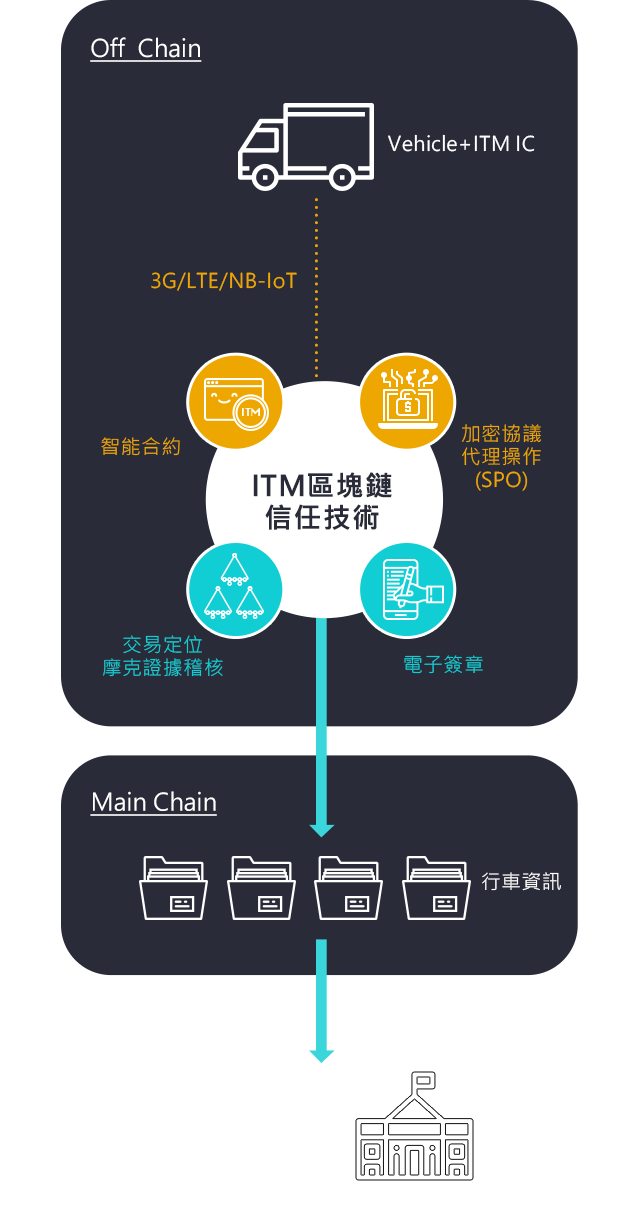 Off Chain
Vehicle+ITM IC
3G/LTE/NB-IoT
ITM
智能合約
加密協議
代理操作
(SPO)
ITM區塊鏈
信任技術
交易定位
摩克證據稽核
電子簽章
Main Chain
行車資訊